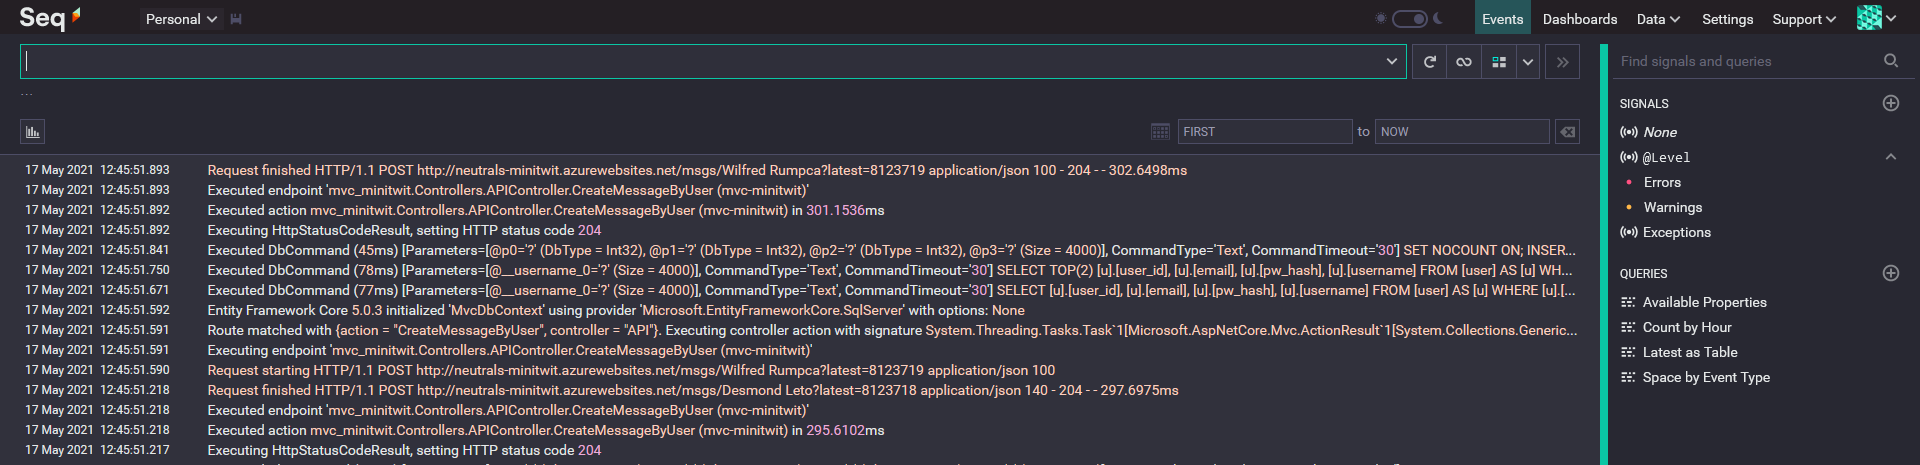 Seq
Personal
Events Dashboards Data Settings Support
...
FIRST to NOW
17 May 2021 12:45:51.893 Request finished HTTP/1.1 POST http://neutrals-minitwit.azurewebsites.net/msgs/Wilfred Rumpca?latest=8123719 application/json 100 - 204 - - 302.6498ms
17 May 2021 12:45:51.893 Executed endpoint 'mvc_minitwit.Controllers.APIController.CreateMessageByUser (mvc-minitwit)'
17 May 2021 12:45:51.892 Executed action mvc_minitwit.Controllers.APIController.CreateMessageByUser (mvc-minitwit) in 301.1536ms
17 May 2021 12:45:51.892 Executing HttpStatusCodeResult, setting HTTP status code 204
17 May 2021 12:45:51.841 Executed DbCommand (45ms) [Parameters=[@p0='?' (DbType = Int32), @p1='?' (DbType = Int32), @p2='?' (DbType = Int32), @p3='?' (Size = 4000)], CommandType='Text', CommandTimeout='30'] SET NOCOUNT ON; INSER...
17 May 2021 12:45:51.750 Executed DbCommand (78ms) [Parameters=[@__username_0='?' (Size = 4000)], CommandType='Text', CommandTimeout='30'] SELECT TOP(2) [u].[user_id], [u].[email], [u].[pw_hash], [u].[username] FROM [user] AS [u] WH...
17 May 2021 12:45:51.671 Executed DbCommand (77ms) [Parameters=[@__username_0='?' (Size = 4000)], CommandType='Text', CommandTimeout='30'] SELECT [u].[user_id], [u].[email], [u].[pw_hash], [u].[username] FROM [user] AS [u] WHERE [u].[...
17 May 2021 12:45:51.592 Entity Framework Core 5.0.3 initialized 'MvcDbContext' using provider 'Microsoft.EntityFrameworkCore.SqlServer' with options: None
17 May 2021 12:45:51.591 Route matched with {action = "CreateMessageByUser", controller = "API"}. Executing controller action with signature System.Threading.Tasks.Task`1[Microsoft.AspNetCore.Mvc.ActionResult`1[System.Collections.Generic...
17 May 2021 12:45:51.591 Executing endpoint 'mvc_minitwit.Controllers.APIController.CreateMessageByUser (mvc-minitwit)'
17 May 2021 12:45:51.590 Request starting HTTP/1.1 POST http://neutrals-minitwit.azurewebsites.net/msgs/Wilfred Rumpca?latest=8123719 application/json 100
17 May 2021 12:45:51.218 Request finished HTTP/1.1 POST http://neutrals-minitwit.azurewebsites.net/msgs/Desmond Leto?latest=8123718 application/json 140 - 204 - - 297.6975ms
17 May 2021 12:45:51.218 Executed endpoint 'mvc_minitwit.Controllers.APIController.CreateMessageByUser (mvc-minitwit)'
17 May 2021 12:45:51.218 Executed action mvc_minitwit.Controllers.APIController.CreateMessageByUser (mvc-minitwit) in 295.6102ms
17 May 2021 12:45:51.217 Executing HttpStatusCodeResult, setting HTTP status code 204
Find signals and queries
SIGNALS
None
@Level
Errors
Warnings
Exceptions
QUERIES
Available Properties
Count by Hour
Latest as Table
Space by Event Type